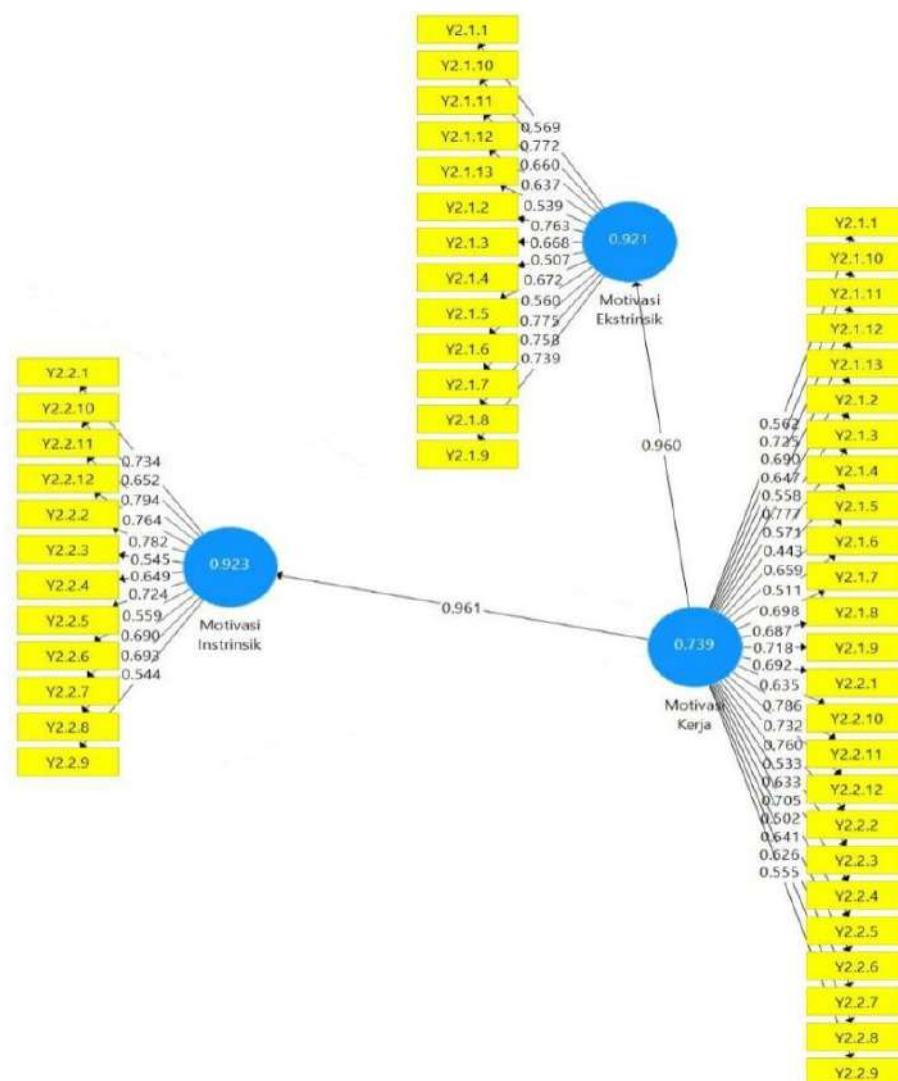 Y2.1.1
Y2.1.10
Y2.1.11
Y2.1.12
Y2.1.13
Y2.1.2
Y2.1.3
Y2.1.4
Y2.1.5
Y2.1.6
Y2.1.7
Y2.1.8
Y2.1.9
0.569
0.772
0.660
0.637
0.539
0.763
0.668
0.507
0.672
0.560
0.775
0.758
0.739
0.921
Motivasi
Ekstrinsik
0.960
Y2.2.1
Y2.2.10
Y2.2.11
Y2.2.12
Y2.2.2
Y2.2.3
Y2.2.4
Y2.2.5
Y2.2.6
Y2.2.7
Y2.2.8
Y2.2.9
0.734
0.652
0.794
0.764
0.782
0.545
0.649
0.724
0.559
0.690
0.693
0.544
0.923
Motivasi
Instrinsik
0.961
0.739
Motivasi
Kerja
0.562
0.725
0.690
0.647
0.558
0.777
0.571
0.443
0.659
0.511
0.698
0.687
0.718
0.692
0.635
0.786
0.732
0.760
0.533
0.633
0.705
0.502
0.641
0.626
0.555
Y2.1.1
Y2.1.10
Y2.1.11
Y2.1.12
Y2.1.13
Y2.1.2
Y2.1.3
Y2.1.4
Y2.1.5
Y2.1.6
Y2.1.7
Y2.1.8
Y2.1.9
Y2.2.1
Y2.2.10
Y2.2.11
Y2.2.12
Y2.2.2
Y2.2.3
Y2.2.4
Y2.2.5
Y2.2.6
Y2.2.7
Y2.2.8
Y2.2.9